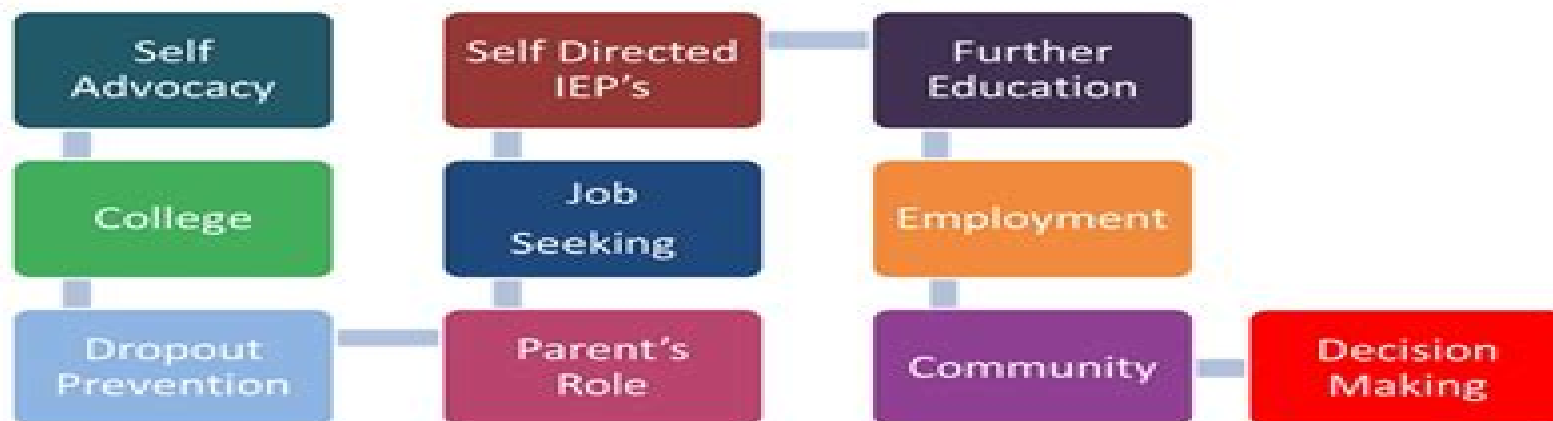 Self
Advocacy
College
Dropout
Prevention
Parent's
Role
Job
Seeking
Self Directed
IEP's
Further
Education
Employment
Community
Decision
Making